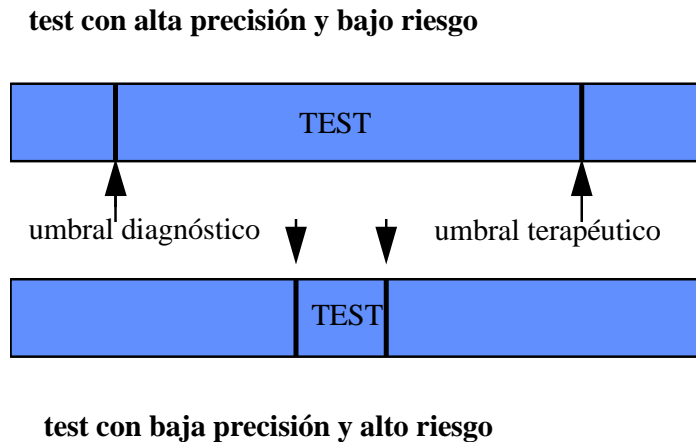 test con alta precisión y bajo riesgo
TEST
umbral diagnóstico
umbral terapéutico
TEST
test con baja precisión y alto riesgo